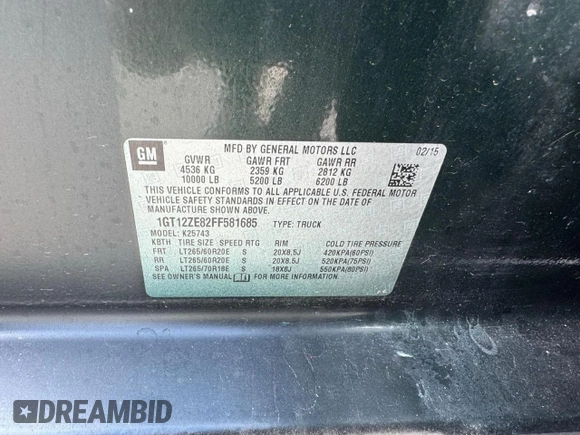 GM
MFD BY GENERAL MOTORS LLC 02/15
GVWR GAWR FRT GAWR RR
4536 KG 2359 KG 2812 KG
10000 LB 5200 LB 6200 LB
THIS VEHICLE CONFORMS TO ALL APPLICABLE U.S. FEDERAL MOTOR
VEHICLE SAFETY STANDARDS IN EFFECT ON THE DATE OF
MANUFACTURE SHOWN ABOVE.
1GT12ZE82FF581685 TYPE: TRUCK
MODEL: K25743
KBTH TIRE SIZE SPEED RTG RIM COLD TIRE PRESSURE
FRT LT265/60R20E S 20X8.5J 420KPA(60PSI)
RR LT265/60R20E S 20X8.5J 520KPA(75PSI)
SPA LT265/70R18E S 18X8J 550KPA(80PSI)
SEE OWNER'S MANUAL
DREAMBID